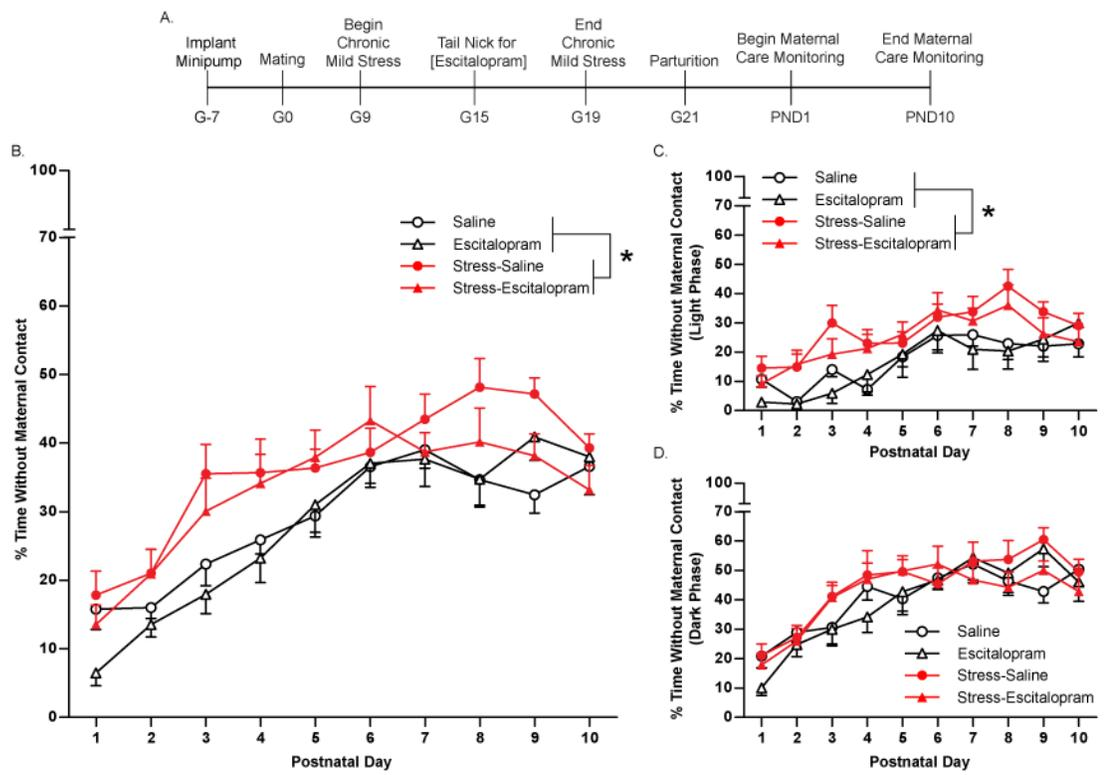 A.
Implant
Minipump
Mating
Begin
Chronic
Mild Stress
Tail Nick for
[Escitalopram]
End
Chronic
Mild Stress
Parturition
Begin Maternal
Care Monitoring
End Maternal
Care Monitoring
G-7
G0
G9
G15
G19
G21
PND1
PND10
B.
% Time Without Maternal Contact
100
70
60
50
40
30
20
10
0
Saline
Escitalopram
Stress-Saline
Stress-Escitalopram
*
1 2 3 4 5 6 7 8 9 10
Postnatal Day
C.
% Time Without Maternal Contact
(Light Phase)
100
70
60
50
40
30
20
10
0
Saline
Escitalopram
Stress-Saline
Stress-Escitalopram
*
1 2 3 4 5 6 7 8 9 10
Postnatal Day
D.
% Time Without Maternal Contact
(Dark Phase)
100
70
60
50
40
30
20
10
0
Saline
Escitalopram
Stress-Saline
Stress-Escitalopram
1 2 3 4 5 6 7 8 9 10
Postnatal Day